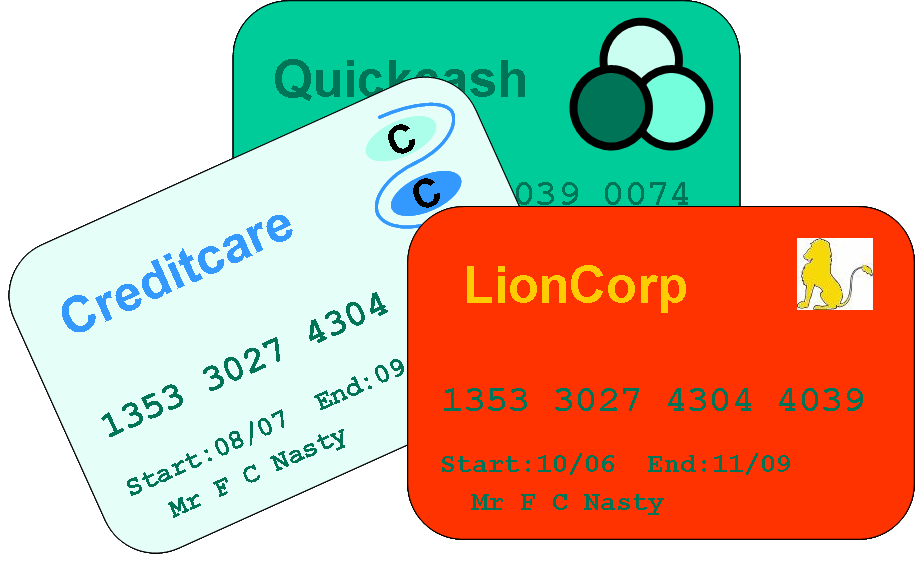 Quickcash
039 0074
C
C
Creditcare
1353 3027 4304
Start:08/07 End:09
Mr F C Nasty
LionCorp
1353 3027 4304 4039
Start:10/06 End:11/09
Mr F C Nasty